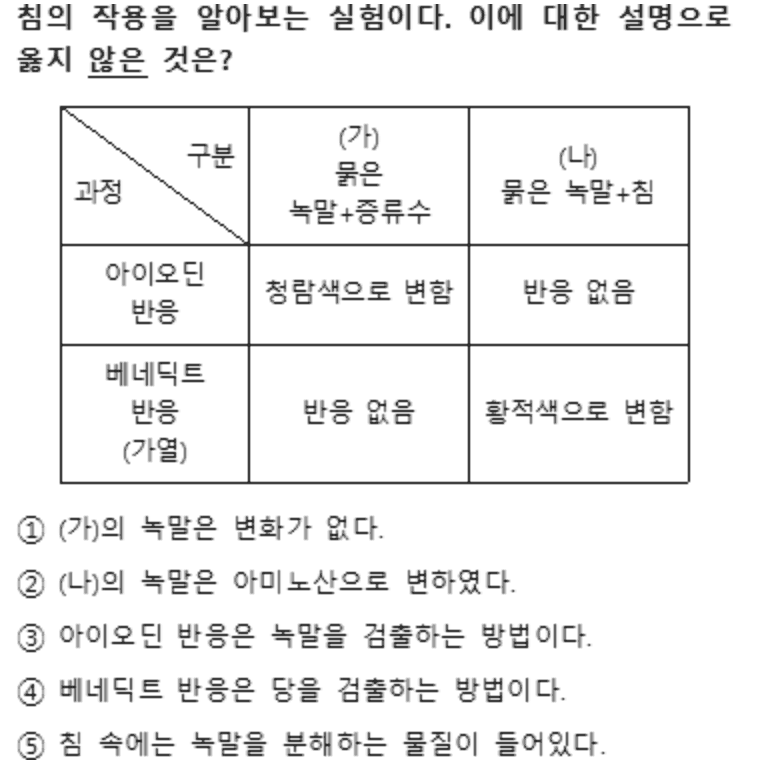 침의 작용을 알아보는 실험이다. 이에 대한 설명으로
옳지 않은 것은?
구분
과정
(가)
묽은
녹말+증류수
(나)
묽은 녹말+침
아이오딘
반응
청람색으로 변함
반응 없음
베네딕트
반응
(가열)
반응 없음
황적색으로 변함
① (가)의 녹말은 변화가 없다.
② (나)의 녹말은 아미노산으로 변하였다.
③ 아이오딘 반응은 녹말을 검출하는 방법이다.
④ 베네딕트 반응은 당을 검출하는 방법이다.
⑤ 침 속에는 녹말을 분해하는 물질이 들어있다.